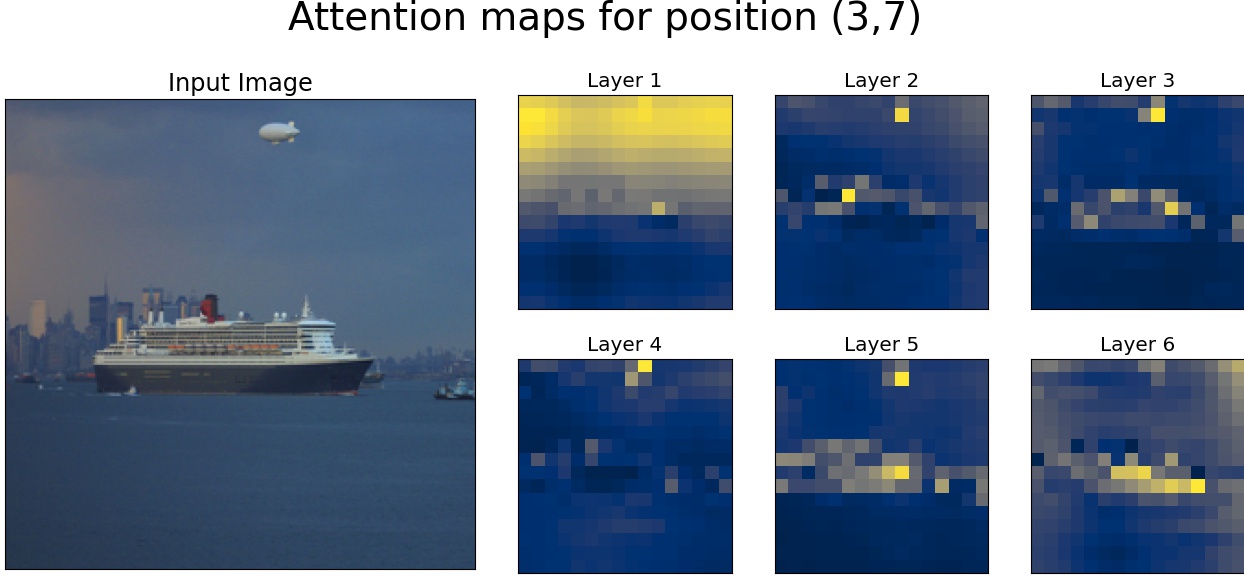 Attention maps for position (3,7)
Input Image
Layer 1
Layer 2
Layer 3
Layer 4
Layer 5
Layer 6